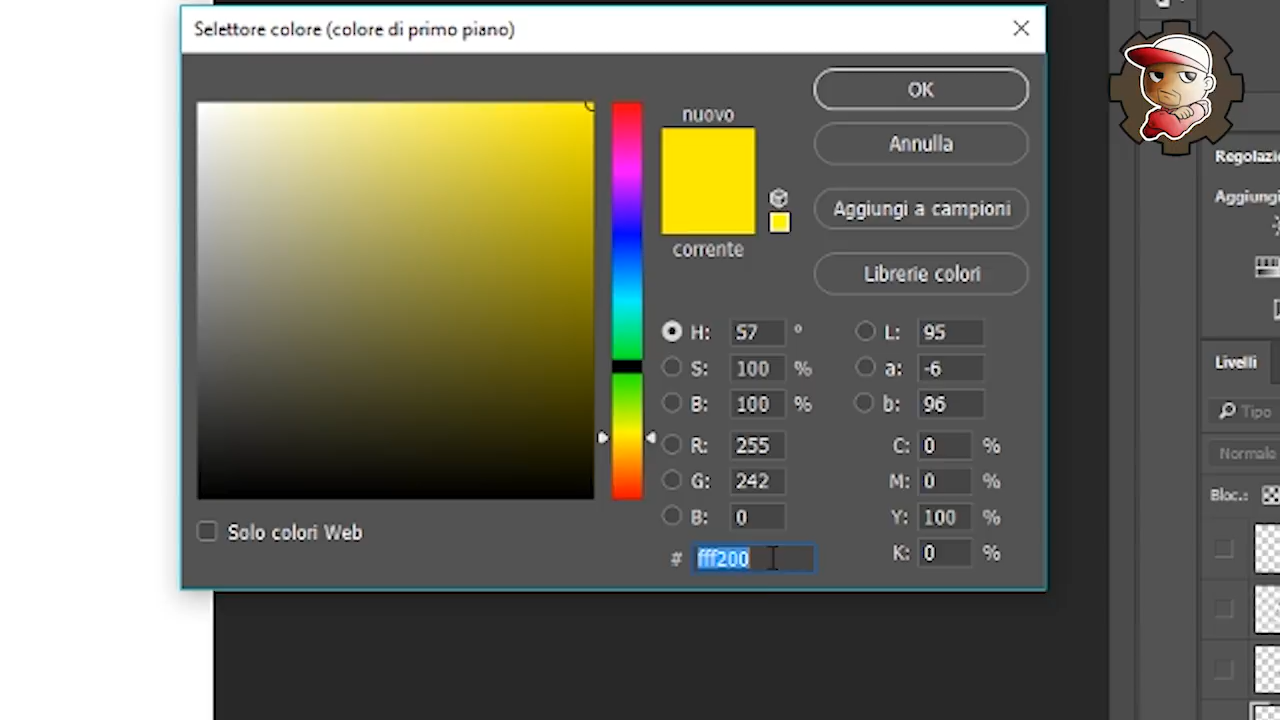 Selettore colore (colore di primo piano)
OK
nuovo
Annulla
Aggiungi a campioni
corrente
Librerie colori
H: 57 °
L: 95
S: 100 %
a: -6
B: 100 %
b: 96
R: 255
C: 0 %
G: 242
M: 0 %
B: 0
Y: 100 %
Solo colori Web
# fff200
K: 0 %
Regolazi
Aggiungi
Livelli
Tipo
Normale
Bloc.: